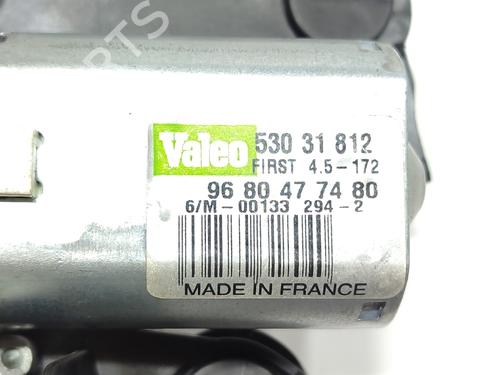 Valeo
530 31 812
FIRST 4.5-172
96 80 47 74 80
6/M-00133 294-2
MADE IN FRANCE